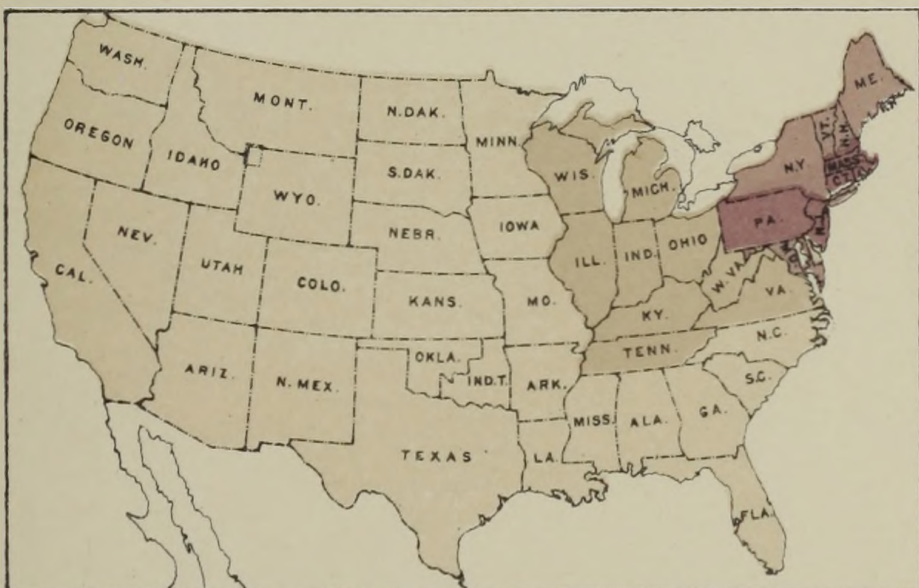 WASH.
OREGON
CAL.
NEV.
IDAHO
MONT.
WYO.
UTAH
COLO.
ARIZ.
N. MEX.
N. DAK.
S. DAK.
NEBR.
KANS.
OKLA.
IND. T.
TEXAS
MINN.
IOWA
MO.
ARK.
LA.
WIS.
MICH.
ILL.
IND.
OHIO
KY.
TENN.
MISS.
ALA.
GA.
FLA.
S.C.
N.C.
VA.
W. VA.
PA.
N.Y.
VT.
N.H.
ME.
MASS.